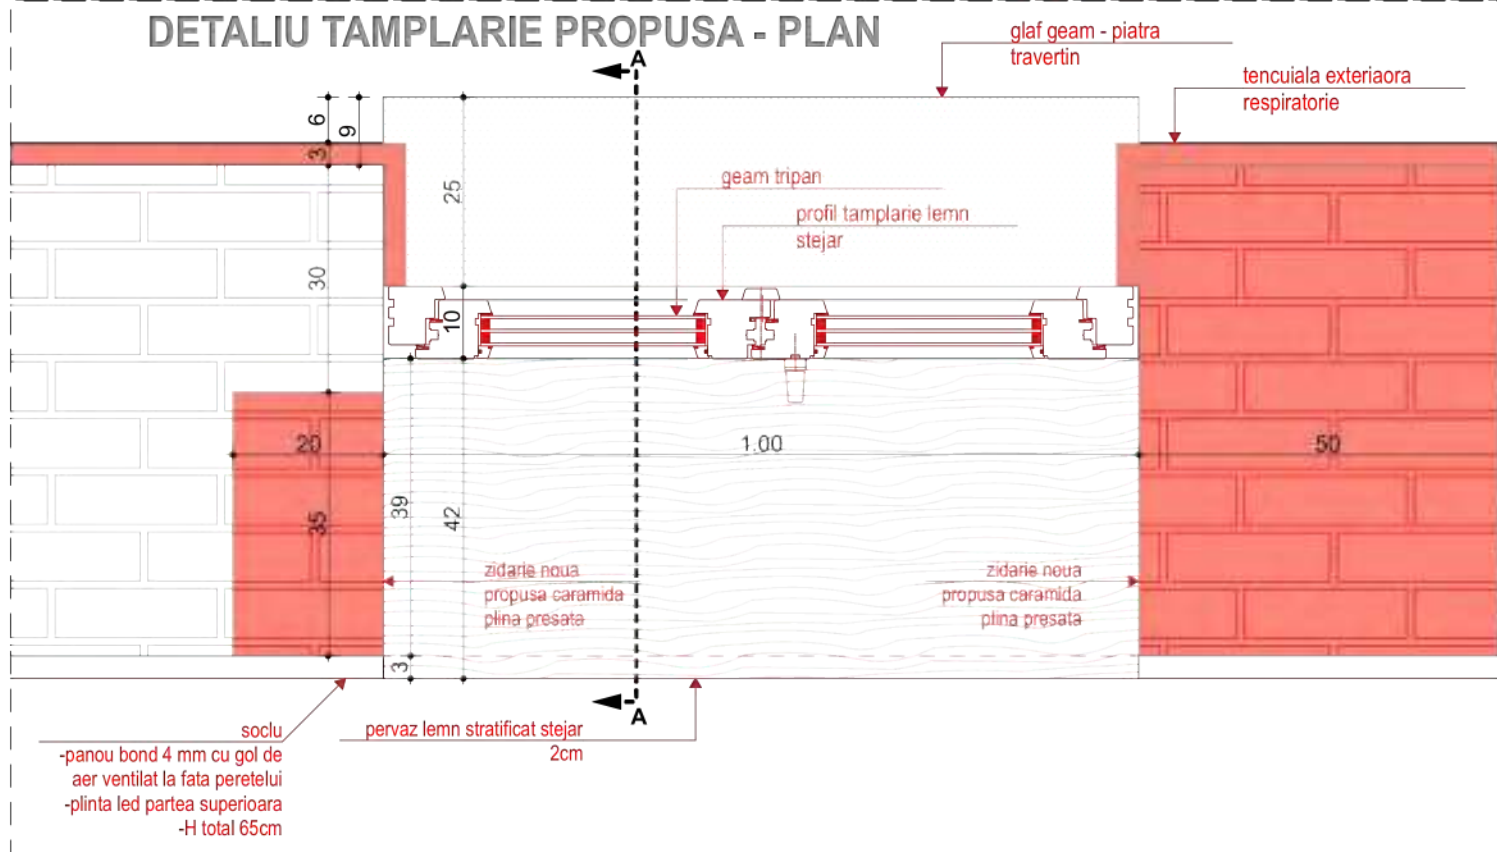 DETALIU TAMPLARIE PROPUSA - PLAN
A
glaf geam - piatra
travertin
tencuiala exteriaora
respiratorie
6
9
3
25
geam tripan
profil tamplarie lemn
stejar
30
10
20
1.00
50
39
42
35
zidarie noua
propusa caramida
plina presata
zidarie noua
propusa caramida
plina presata
3
A
soclu
-panou bond 4 mm cu gol de
aer ventilat la fata peretelui
-plinta led partea superioara
-H total 65cm
pervaz lemn stratificat stejar
2cm